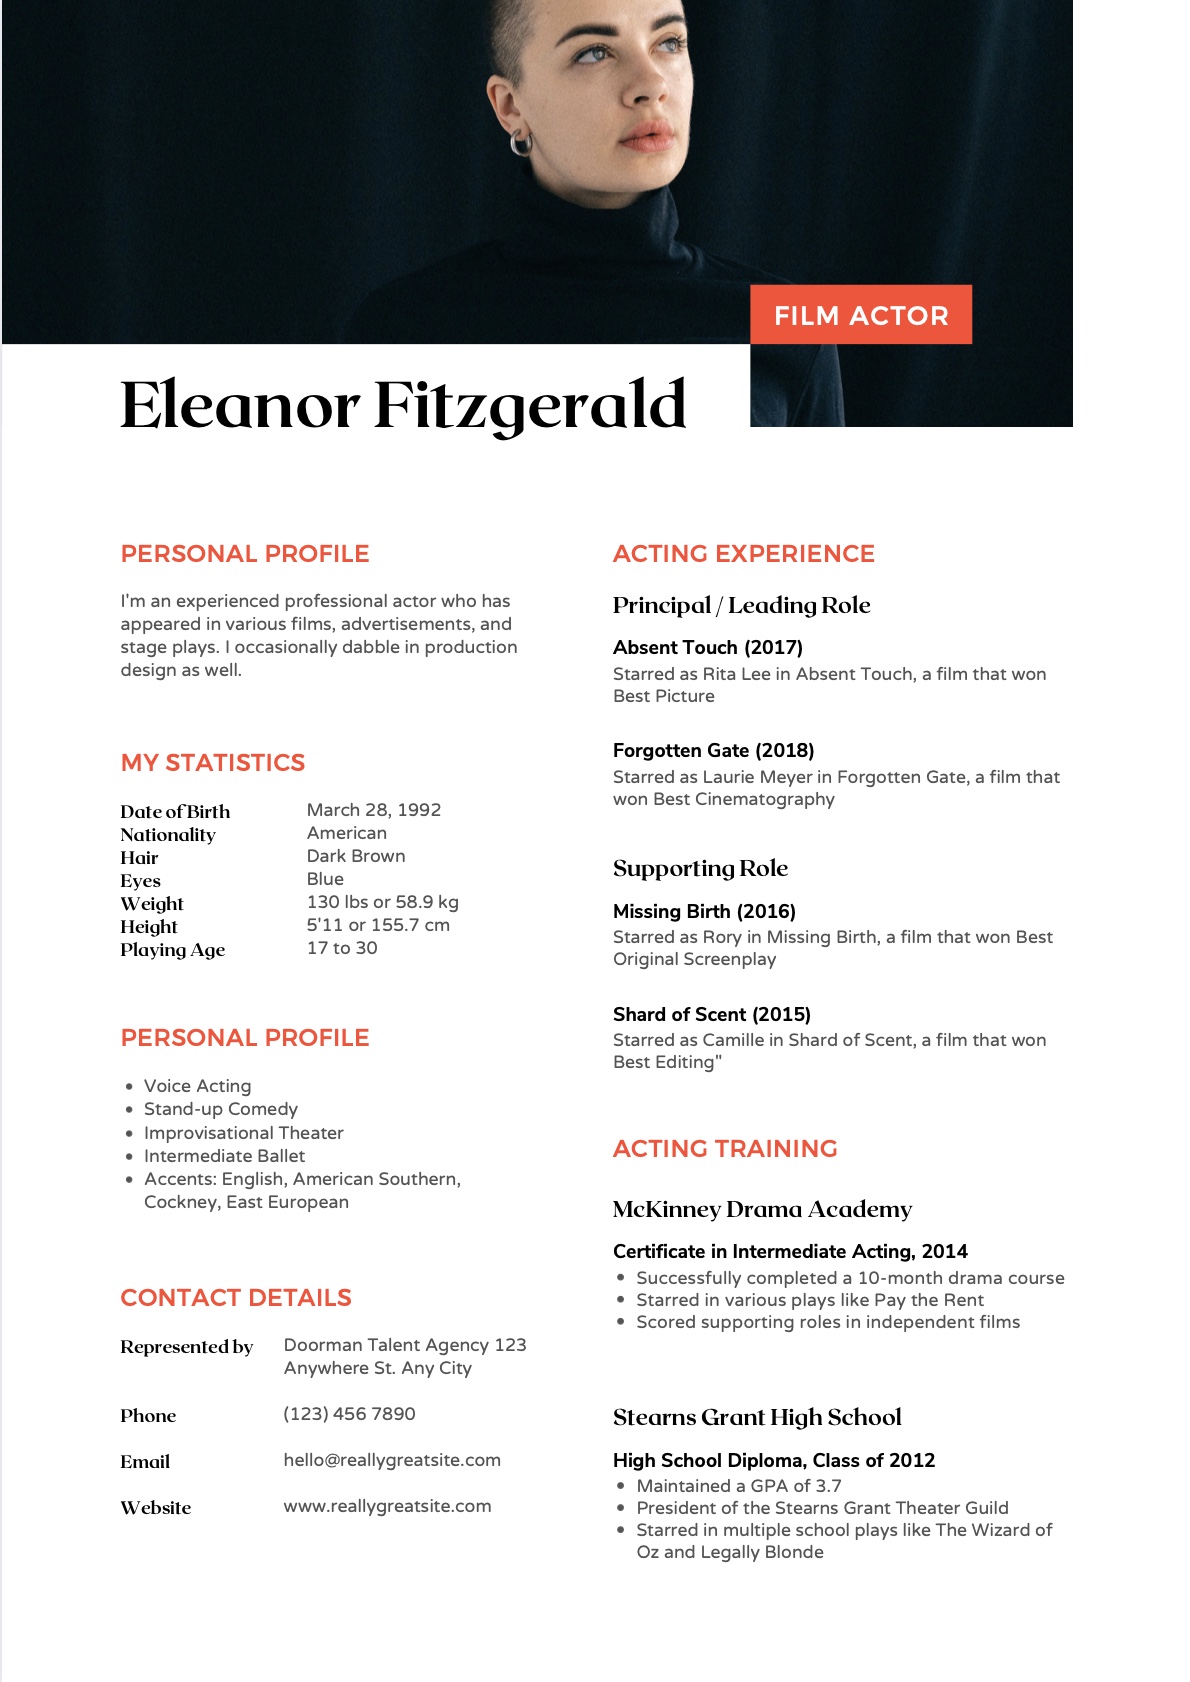 FILM ACTOR
Eleanor Fitzgerald
PERSONAL PROFILE
I'm an experienced professional actor who has
appeared in various films, advertisements, and
stage plays. I occasionally dabble in production
design as well.
MY STATISTICS
Date of Birth March 28, 1992
Nationality American
Hair Dark Brown
Eyes Blue
Weight 130 lbs or 58.9 kg
Height 5'11 or 155.7 cm
Playing Age 17 to 30
PERSONAL PROFILE
• Voice Acting
• Stand-up Comedy
• Improvisational Theater
• Intermediate Ballet
• Accents: English, American Southern,
Cockney, East European
CONTACT DETAILS
Represented by Doorman Talent Agency 123
Anywhere St. Any City
Phone (123) 456 7890
Email hello@reallygreatsite.com
Website www.reallygreatsite.com
ACTING EXPERIENCE
Principal / Leading Role
Absent Touch (2017)
Starred as Rita Lee in Absent Touch, a film that won
Best Picture
Forgotten Gate (2018)
Starred as Laurie Meyer in Forgotten Gate, a film that
won Best Cinematography
Supporting Role
Missing Birth (2016)
Starred as Rory in Missing Birth, a film that won Best
Original Screenplay
Shard of Scent (2015)
Starred as Camille in Shard of Scent, a film that won
Best Editing"
ACTING TRAINING
McKinney Drama Academy
Certificate in Intermediate Acting, 2014
• Successfully completed a 10-month drama course
• Starred in various plays like Pay the Rent
• Scored supporting roles in independent films
Stearns Grant High School
High School Diploma, Class of 2012
• Maintained a GPA of 3.7
• President of the Stearns Grant Theater Guild
• Starred in multiple school plays like The Wizard of
Oz and Legally Blonde